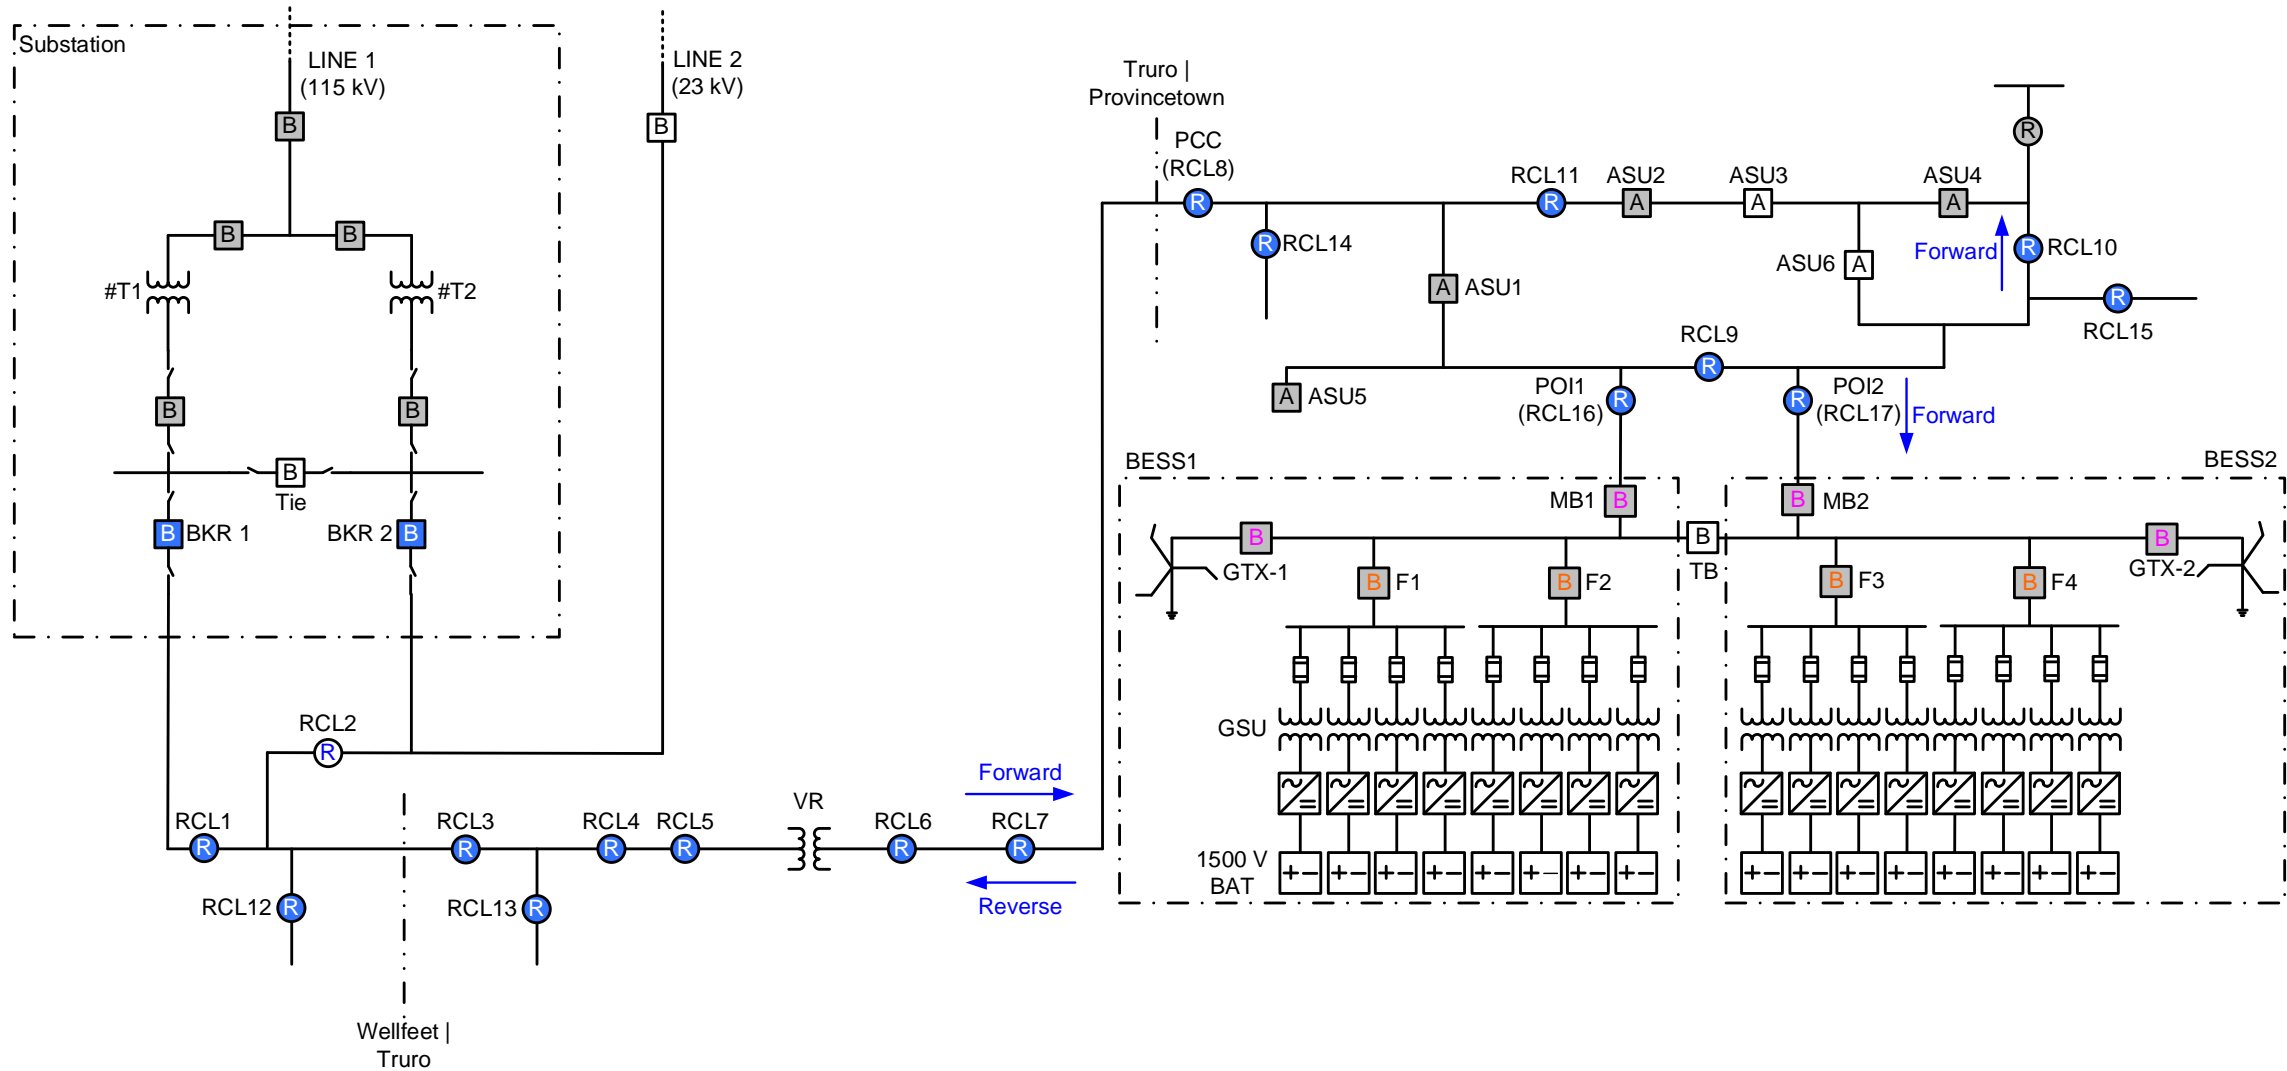 Substation
LINE 1
(115 kV)
B
B
B
#T1
#T2
B
B
B
Tie
B
BKR 1
BKR 2
B
LINE 2
(23 kV)
B
RCL2
R
RCL1
R
RCL12
R
RCL3
R
RCL13
R
RCL4
R
RCL5
R
VR
RCL6
R
RCL7
R
Forward
Reverse
Wellfeet |
Truro
Truro |
Provincetown
PCC
(RCL8)
R
R
RCL14
RCL11
R
ASU2
A
ASU3
A
ASU4
A
R
A
ASU1
ASU6
A
Forward
R
RCL10
R
RCL15
RCL9
R
A
ASU5
POI1
(RCL16)
R
R
POI2
(RCL17)
Forward
BESS1
BESS2
MB1
B
B
MB2
B
GTX-1
B
TB
B
GTX-2
B
F1
B
F2
B
F3
B
F4
GSU
1500 V
BAT